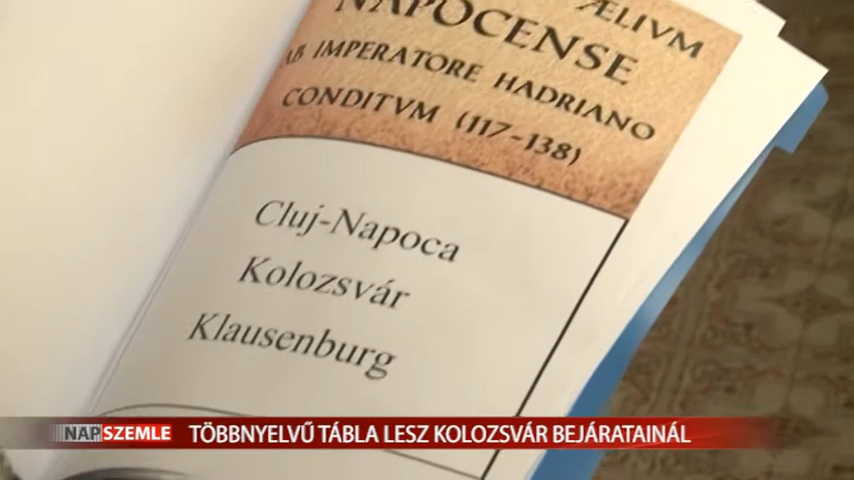 ÆLIVM
NAPOCENSE
AB IMPERATORE HADRIANO
CONDITVM (117-138)
Cluj-Napoca
Kolozsvár
Klausenburg
NAPSZEMLE
TÖBBNYELVŰ TÁBLA LESZ KOLOZSVÁR BEJÁRATAINÁL